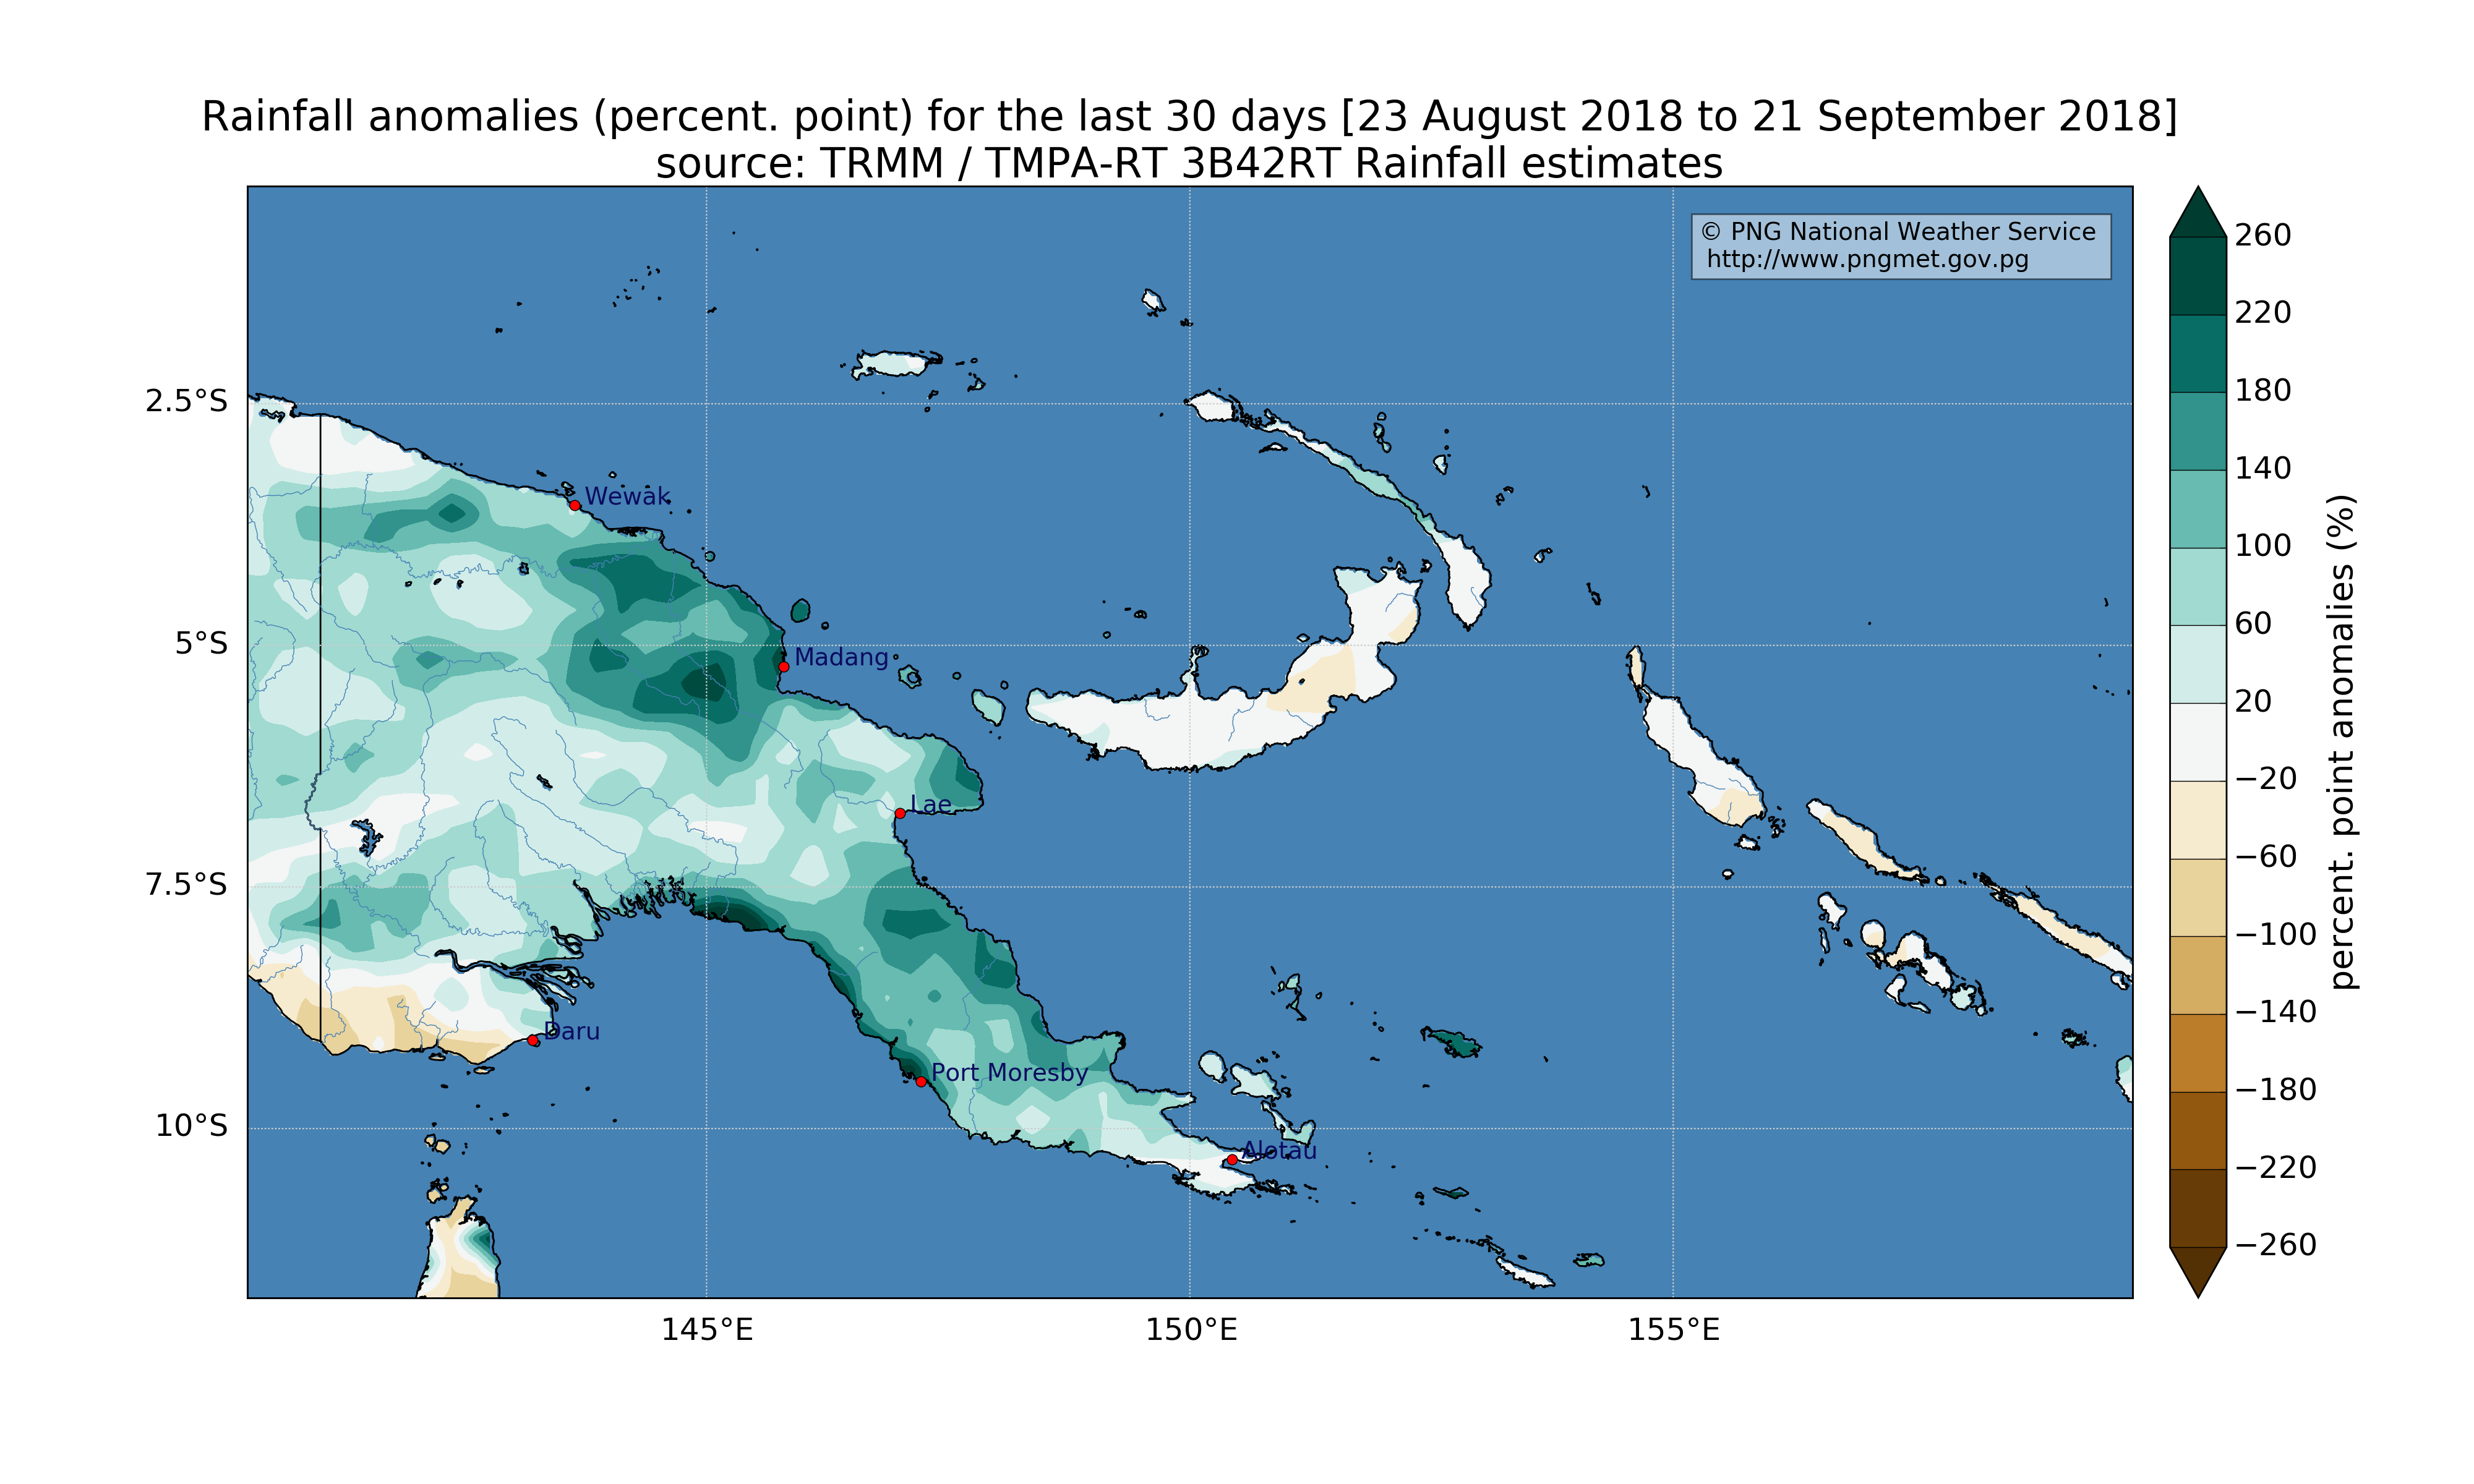 Rainfall anomalies (percent. point) for the last 30 days [23 August 2018 to 21 September 2018]
source: TRMM / TMPA-RT 3B42RT Rainfall estimates
© PNG National Weather Service
http://www.pngmet.gov.pg
2.5°S
5°S
7.5°S
10°S
145°E
150°E
155°E
Wewak
Madang
Lae
Daru
Port Moresby
Alotau
260
220
180
140
100
60
20
−20
−60
−100
−140
−180
−220
−260
percent. point anomalies (%)